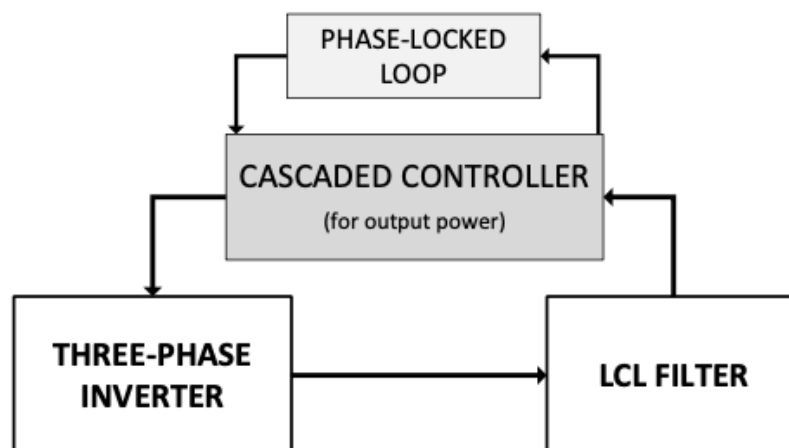 PHASE-LOCKED
LOOP
CASCADED CONTROLLER
(for output power)
THREE-PHASE
INVERTER
LCL FILTER